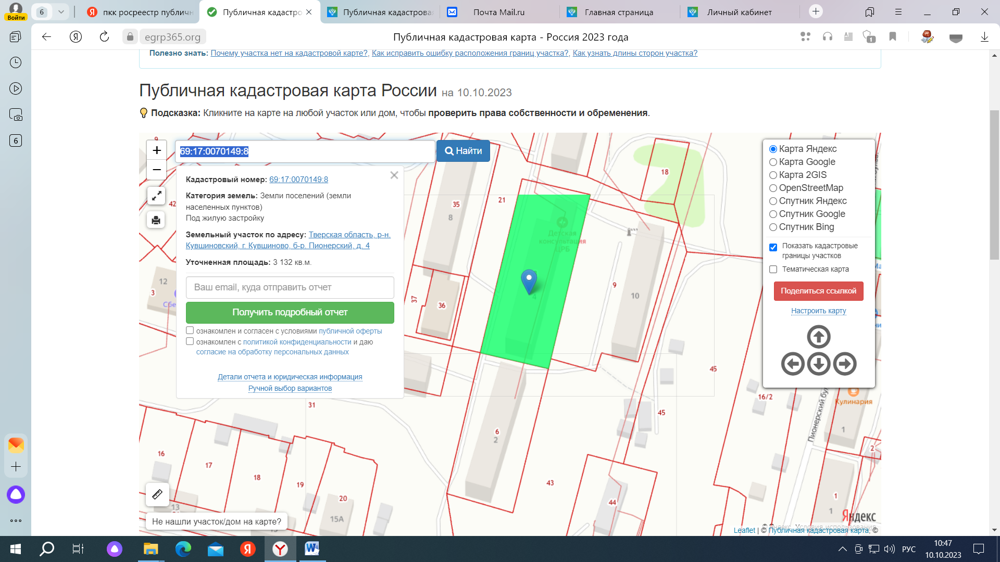 6
пкк росреестр публичн
Публичная кадастро
Публичная кадастрова
Почта Mail.ru
Главная страница
Личный кабинет
Войти
egrp365.org
Публичная кадастровая карта - Россия 2023 года
1
6
Полезно знать: Почему участка нет на кадастровой карте?, Как исправить ошибку расположения границ участка?, Как узнать длины сторон участка?
Публичная кадастровая карта России на 10.10.2023
Подсказка: Кликните на карте на любой участок или дом, чтобы проверить права собственности и обременения.
+
−
69:17:0070149:8
Найти
Кадастровый номер: 69:17:0070149:8
Категория земель: Земли поселений (земли
населенных пунктов)
Под жилую застройку
Земельный участок по адресу: Тверская область, р-н.
Кувшиновский, г. Кувшиново, б-р. Пионерский, д. 4
Уточненная площадь: 3 132 кв.м.
Ваш email, куда отправить отчет
Получить подробный отчет
ознакомлен и согласен с условиями публичной оферты
ознакомлен с политикой конфиденциальности и даю
согласие на обработку персональных данных
Детали отчета и юридическая информация
Ручной выбор вариантов
Карта Яндекс
Карта Google
Карта 2GIS
OpenStreetMap
Спутник Яндекс
Спутник Google
Спутник Bing
Показать кадастровые
границы участков
Тематическая карта
Поделиться ссылкой
Настроить карту
9
42
12
3
Сбе
35
8
21
18
Детская
консультация
ЦРБ
4
37
36
9
10
45
45
16/2
Кулинария
Пионерский бул
1
2
31
6
2
16
17
18
19
20
13
15А
43
44
1
1
Яндекс
Не нашли участок/дом на карте?
© Яндекс Условия использования
Leaflet | © Публичная кадастровая карта, ©
РУС
10:47
10.10.2023